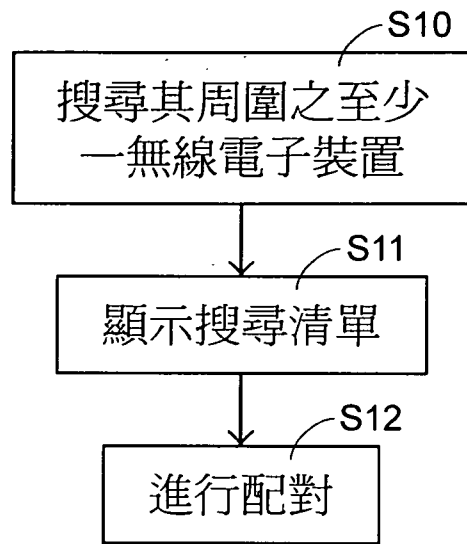 S10
搜尋其周圍之至少
一無線電子裝置
S11
顯示搜尋清單
S12
進行配對